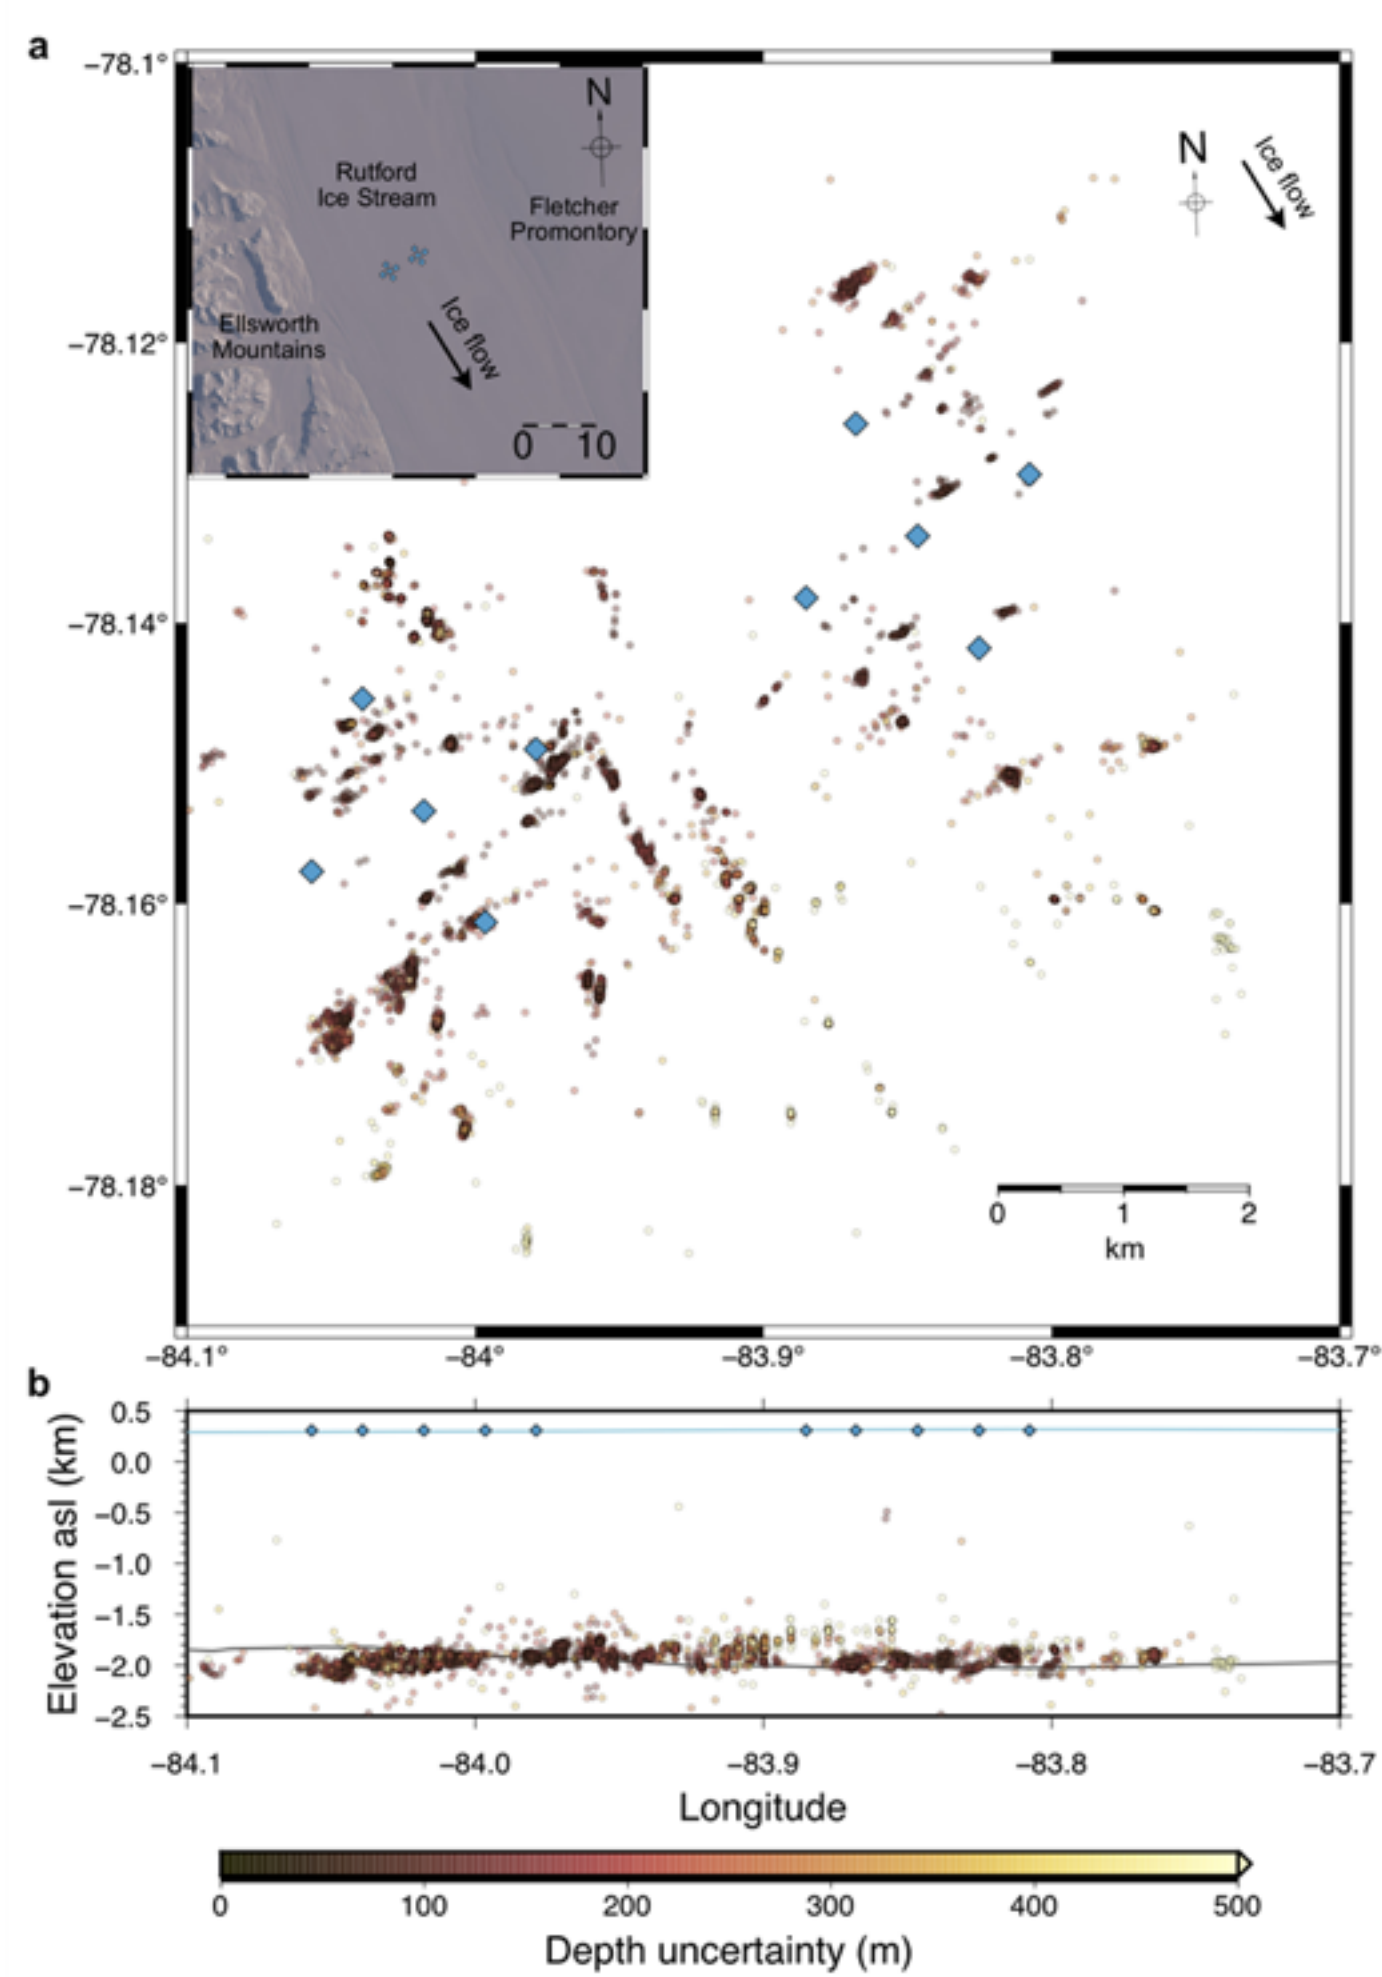 a
−78.1°
−78.12°
−78.14°
−78.16°
−78.18°
N
Rutford
Ice Stream
Fletcher
Promontory
Ice flow
Ellsworth
Mountains
0 10
N
Ice flow
0 1 2
km
−84.1° −84° −83.9° −83.8° −83.7°
b
Elevation asl (km)
0.5
0.0
−0.5
−1.0
−1.5
−2.0
−2.5
−84.1 −84.0 −83.9 −83.8 −83.7
Longitude
0 100 200 300 400 500
Depth uncertainty (m)